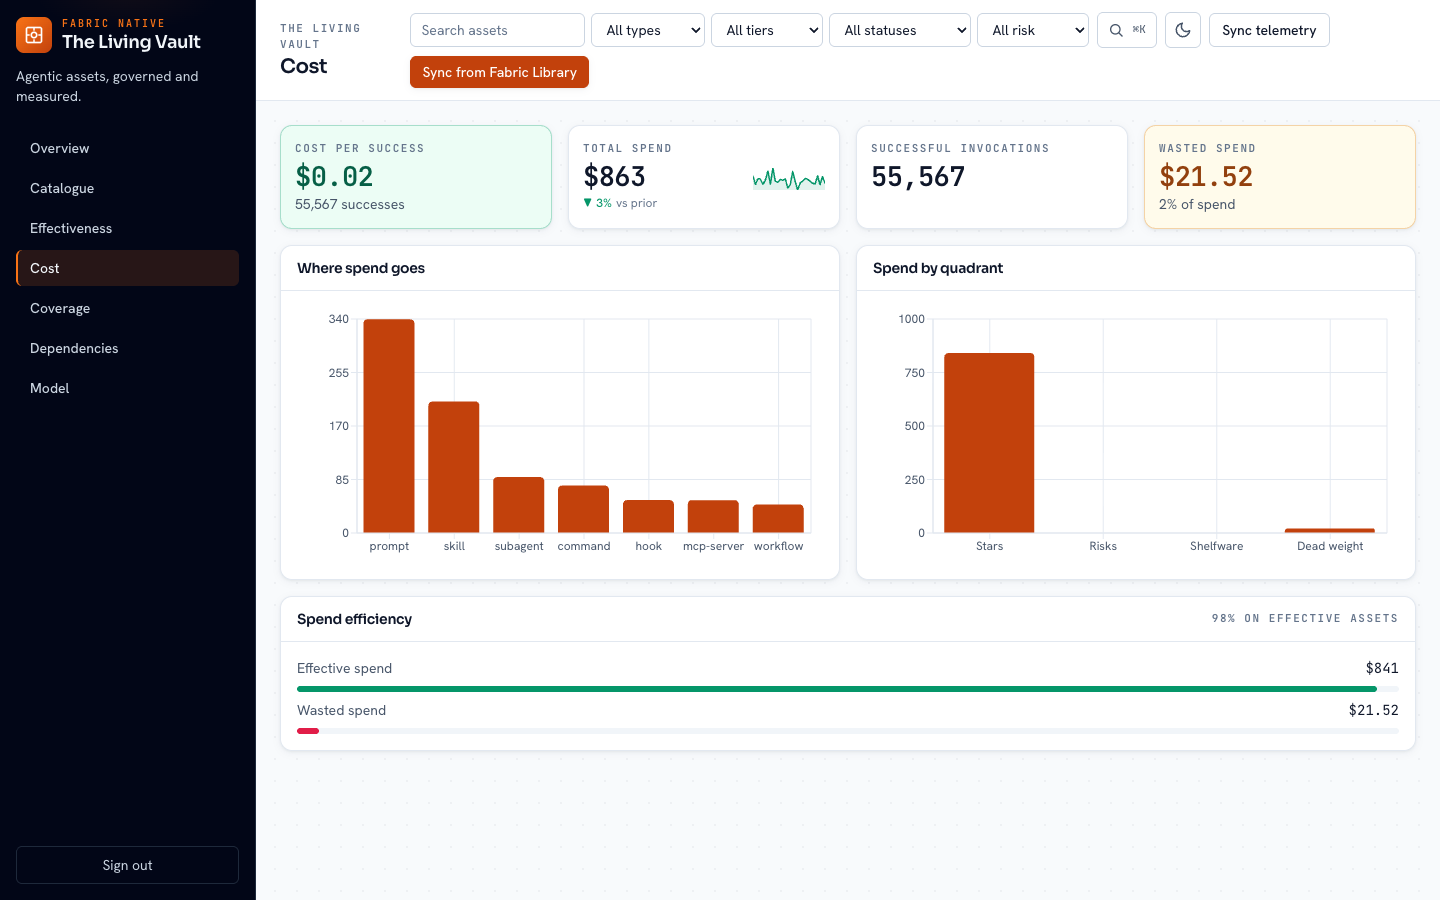 FABRIC NATIVE
The Living Vault
Agentic assets, governed and
measured.
Overview
Catalogue
Effectiveness
Cost
Coverage
Dependencies
Model
Sign out
THE LIVING
VAULT
Cost
Search assets
All types
All tiers
All statuses
All risk
⌘K
Sync telemetry
Sync from Fabric Library
COST PER SUCCESS
$0.02
55,567 successes
TOTAL SPEND
$863
▼ 3% vs prior
SUCCESSFUL INVOCATIONS
55,567
WASTED SPEND
$21.52
2% of spend
Where spend goes
340
255
170
85
0
prompt
skill
subagent
command
hook
mcp-server
workflow
Spend by quadrant
1000
750
500
250
0
Stars
Risks
Shelfware
Dead weight
Spend efficiency
98% ON EFFECTIVE ASSETS
Effective spend
$841
Wasted spend
$21.52